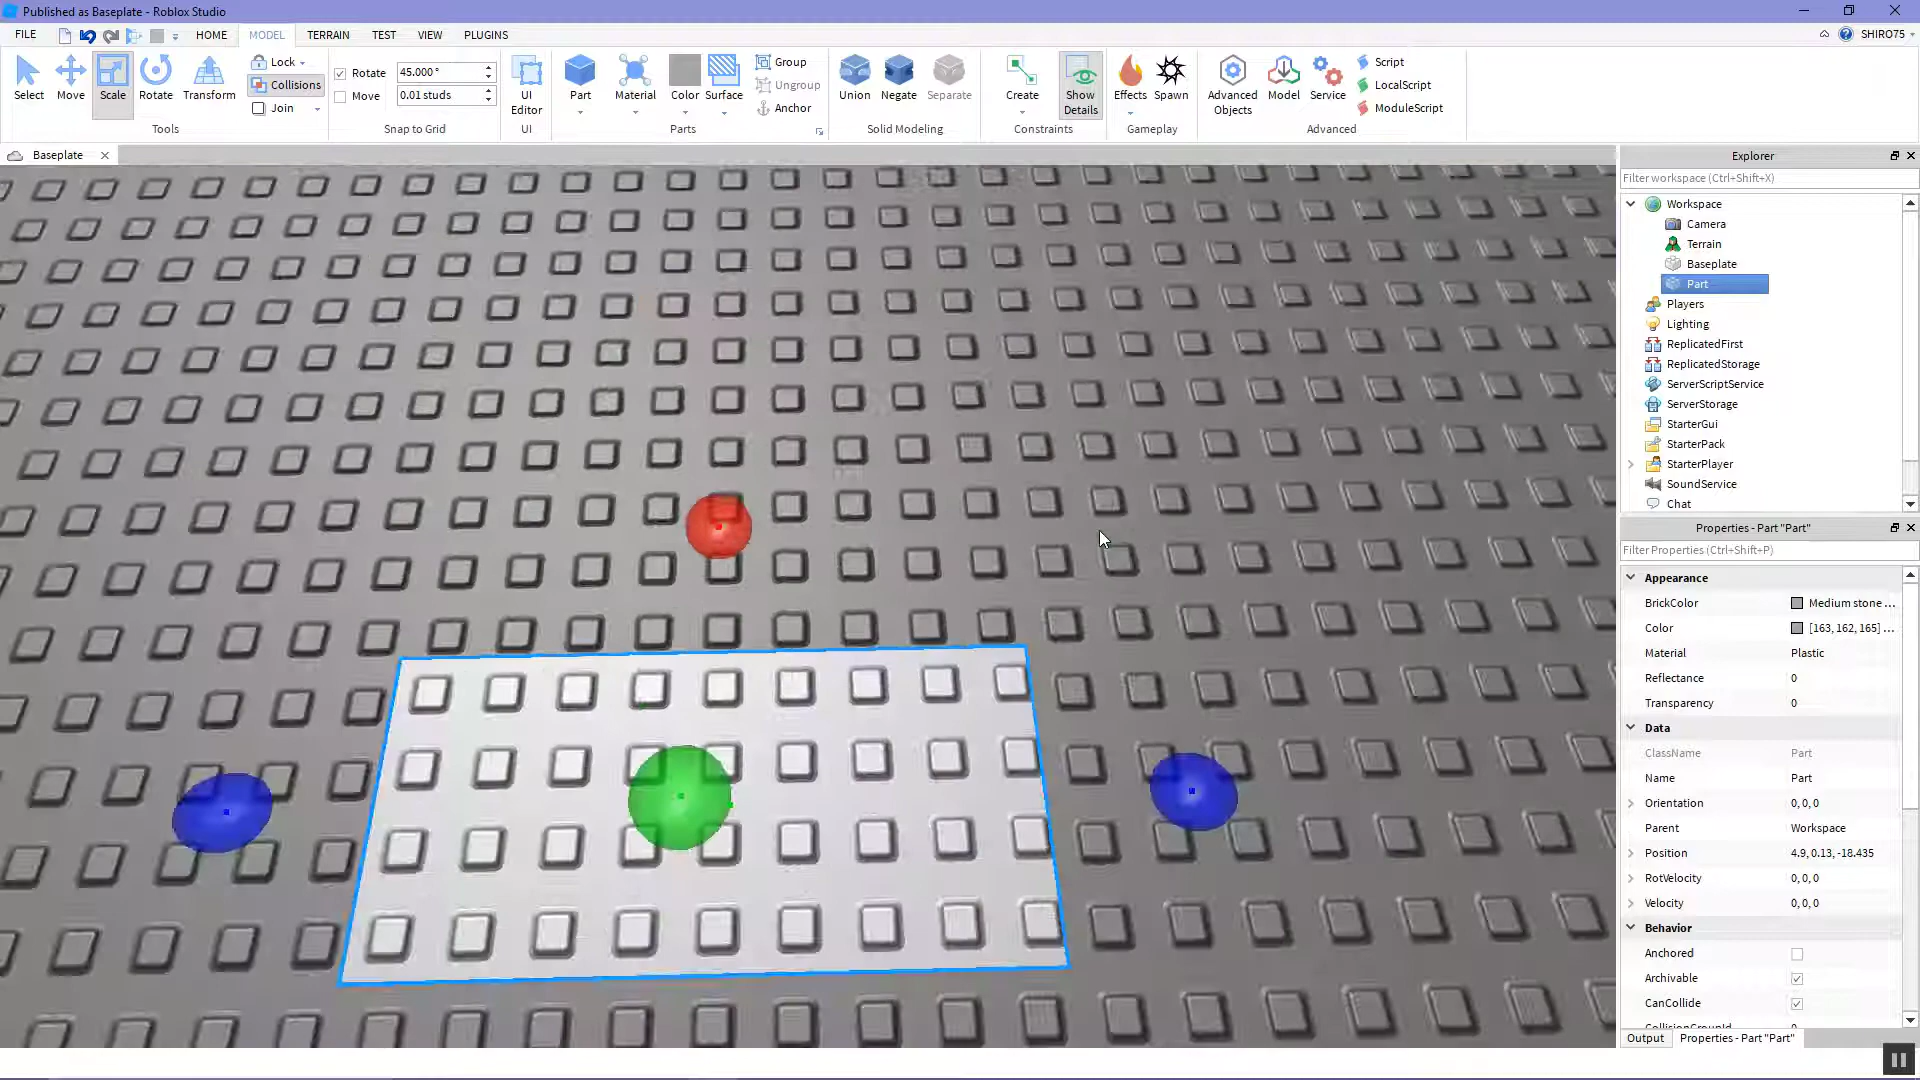 Published as Baseplate - Roblox Studio
FILE HOME MODEL TERRAIN TEST VIEW PLUGINS SHIRO75
Select Move Scale Rotate Transform
Lock
Collisions
Join
Tools
Rotate 45.000 °
Move 0.01 studs
Snap to Grid
UI Editor
UI
Part Material Color Surface
Group
Ungroup
Anchor
Parts
Union Negate Separate
Solid Modeling
Create Show Details
Constraints
Effects Spawn
Gameplay
Advanced Objects Model Service
Script
LocalScript
ModuleScript
Advanced
Baseplate
Explorer
Filter workspace (Ctrl+Shift+X)
Workspace
Camera
Terrain
Baseplate
Part
Players
Lighting
ReplicatedFirst
ReplicatedStorage
ServerScriptService
ServerStorage
StarterGui
StarterPack
StarterPlayer
SoundService
Chat
Properties - Part "Part"
Filter Properties (Ctrl+Shift+P)
Appearance
BrickColor Medium stone ...
Color [163, 162, 165] ...
Material Plastic
Reflectance 0
Transparency 0
Data
ClassName Part
Name Part
Orientation 0, 0, 0
Parent Workspace
Position 4.9, 0.13, -18.435
RotVelocity 0, 0, 0
Velocity 0, 0, 0
Behavior
Anchored
Archivable
CanCollide
Output Properties - Part "Part"